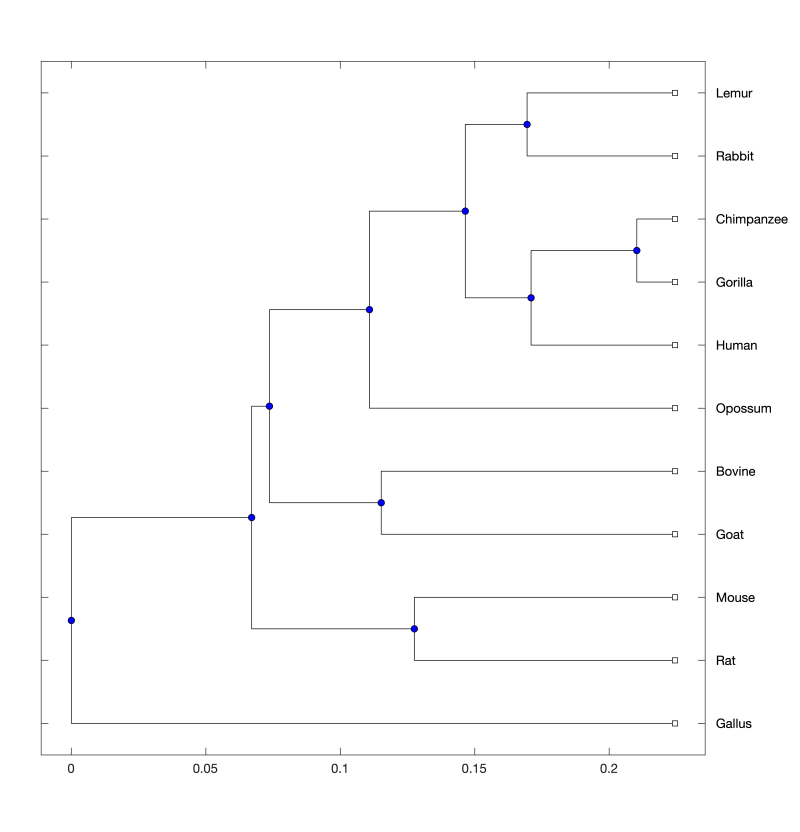 Lemur
Rabbit
Chimpanzee
Gorilla
Human
Opossum
Bovine
Goat
Mouse
Rat
Gallus
0 0.05 0.1 0.15 0.2